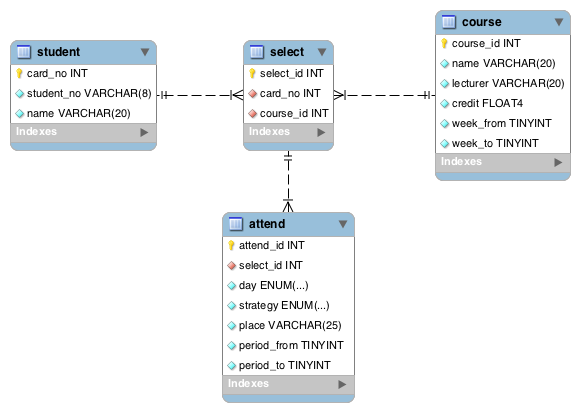 student
card_no INT
student_no VARCHAR(8)
name VARCHAR(20)
Indexes
select
select_id INT
card_no INT
course_id INT
Indexes
course
course_id INT
name VARCHAR(20)
lecturer VARCHAR(20)
credit FLOAT4
week_from TINYINT
week_to TINYINT
Indexes
attend
attend_id INT
select_id INT
day ENUM(...)
strategy ENUM(...)
place VARCHAR(25)
period_from TINYINT
period_to TINYINT
Indexes